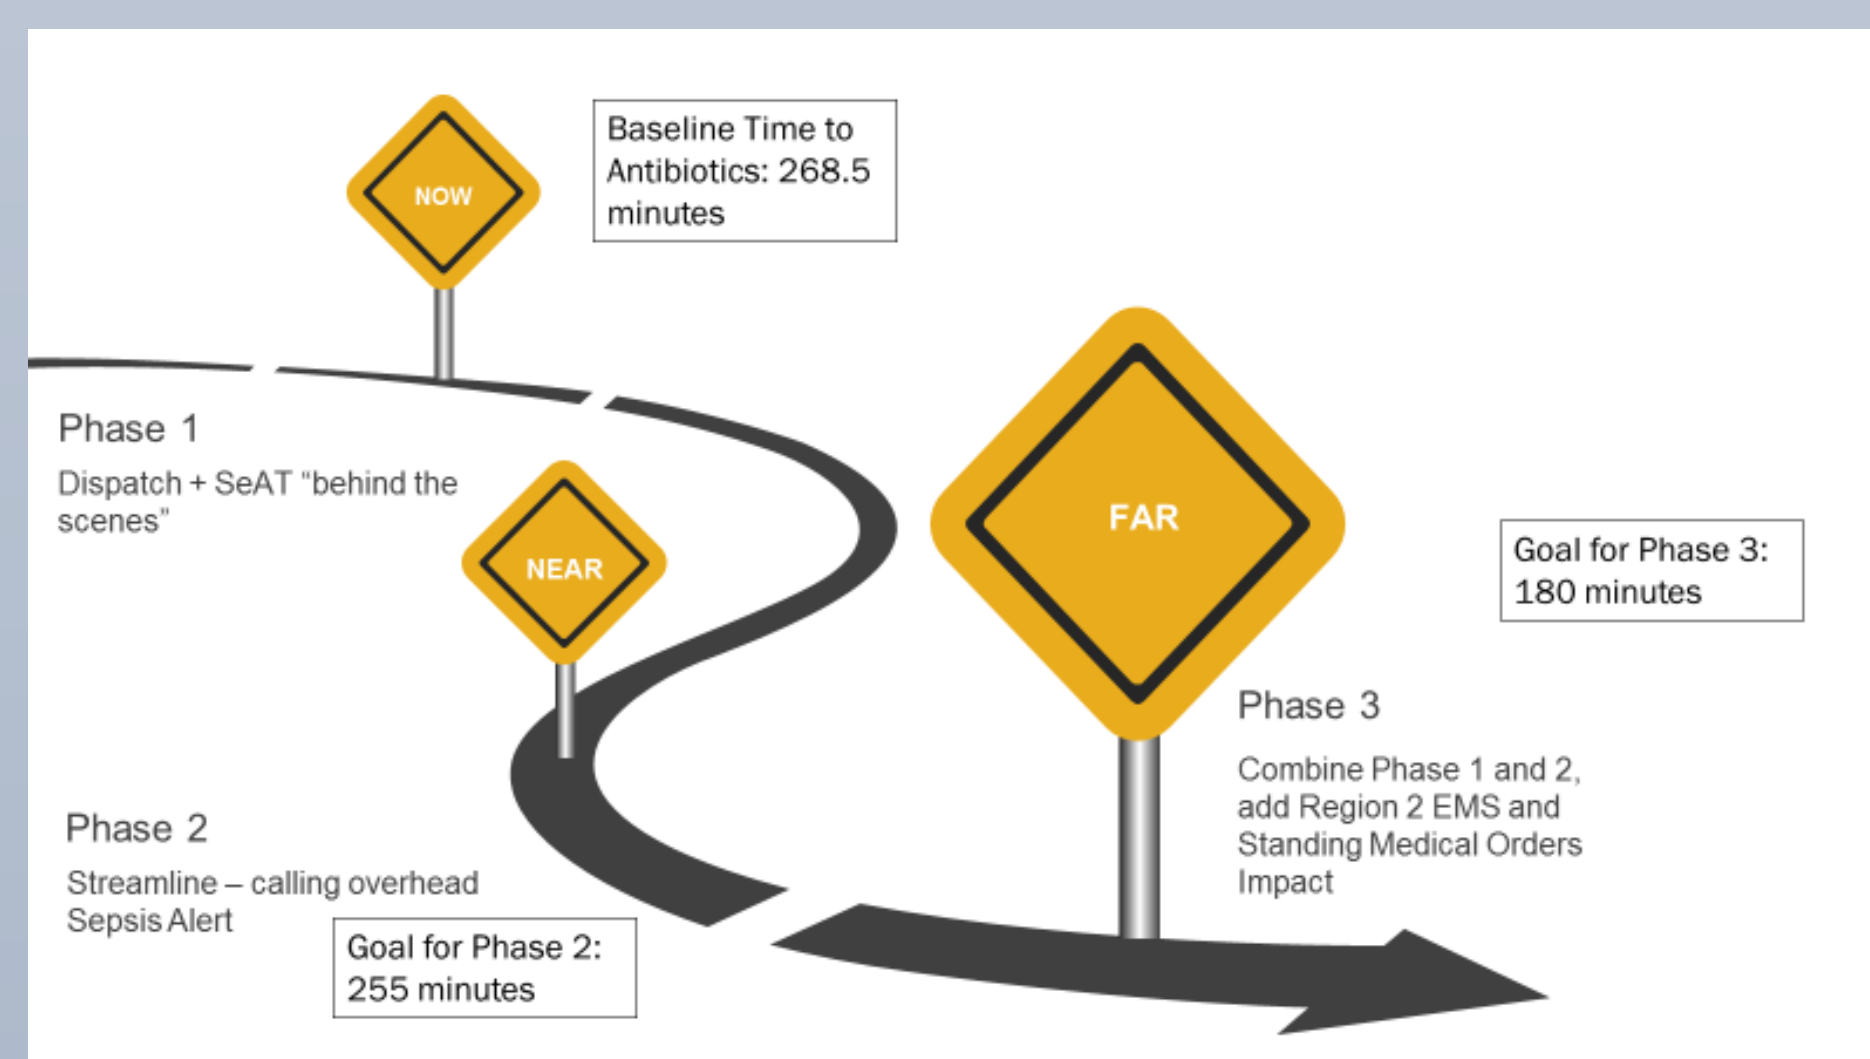 NOW
Baseline Time to
Antibiotics: 268.5
minutes
Phase 1
Dispatch + SeAT “behind the
scenes”
NEAR
FAR
Goal for Phase 3:
180 minutes
Phase 3
Combine Phase 1 and 2,
add Region 2 EMS and
Standing Medical Orders
Impact
Phase 2
Streamline – calling overhead
Sepsis Alert
Goal for Phase 2:
255 minutes